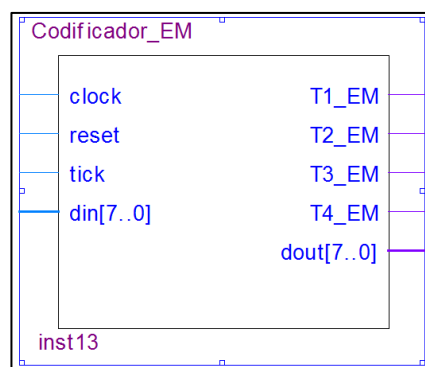 Codificador_EM
clock T1_EM
reset T2_EM
tick T3_EM
din[7..0] T4_EM
dout[7..0]
inst13